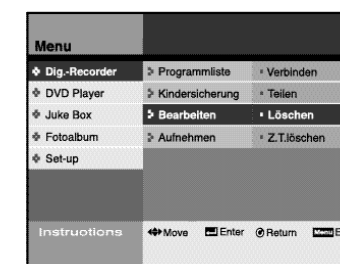 Menu
Dig.-Recorder
Programmliste
Verbinden
DVD Player
Kindersicherung
Teilen
Juke Box
Bearbeiten
Löschen
Fotoalbum
Aufnehmen
Z.T.löschen
Set-up
Instructions
Move
Enter
Return
Menu